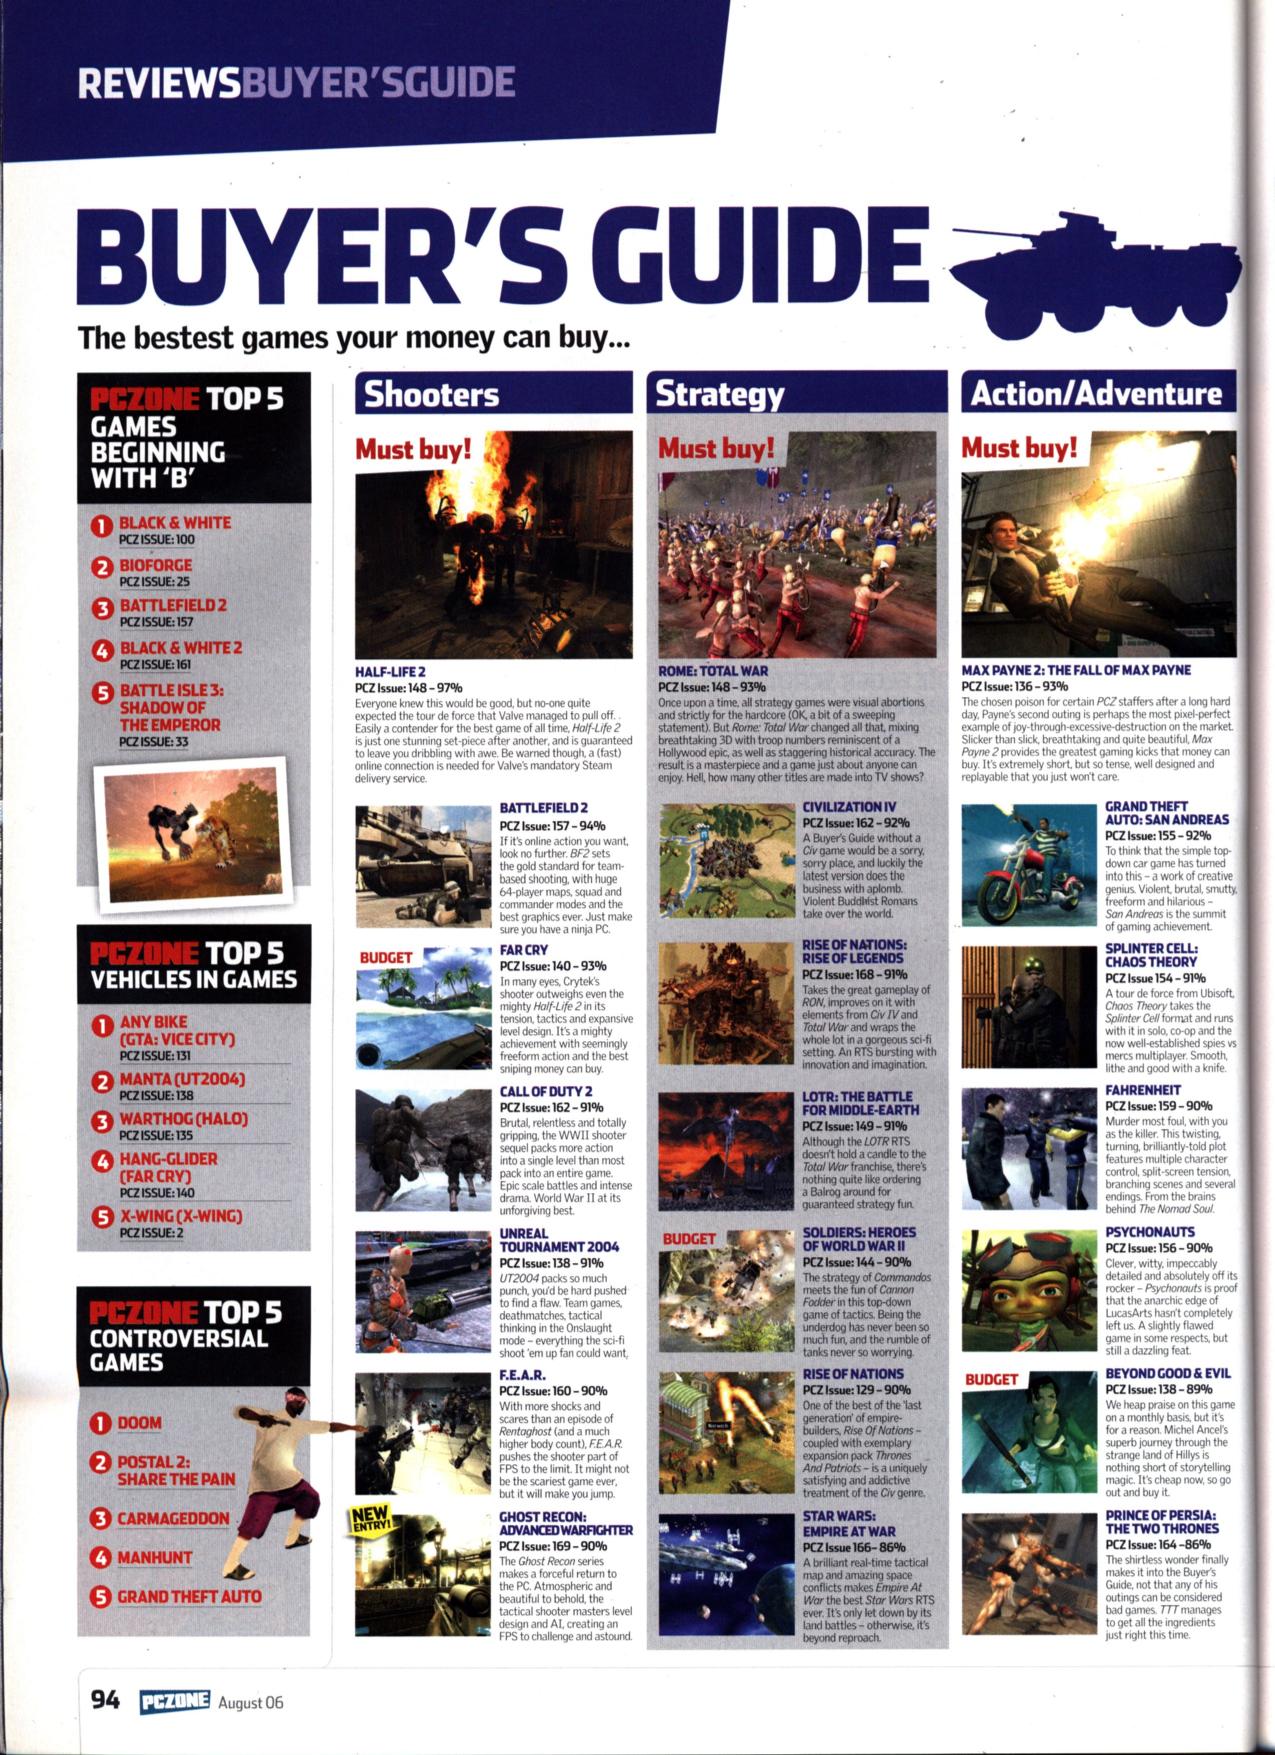 REVIEWSBUYER'SGUIDE
BUYER'S GUIDE
The bestest games your money can buy...
PCZONE TOP 5
GAMES
BEGINNING
WITH 'B'
1 BLACK & WHITE
PCZ ISSUE: 100
2 BIOFORGE
PCZ ISSUE: 25
3 BATTLEFIELD 2
PCZ ISSUE: 157
4 BLACK & WHITE 2
PCZ ISSUE: 161
5 BATTLE ISLE 3:
SHADOW OF
THE EMPEROR
PCZ ISSUE: 33
PCZONE TOP 5
VEHICLES IN GAMES
1 ANY BIKE
(GTA: VICE CITY)
PCZ ISSUE: 131
2 MANTA (UT2004)
PCZ ISSUE: 138
3 WARTHOG (HALO)
PCZ ISSUE: 135
4 HANG-GLIDER
(FAR CRY)
PCZ ISSUE: 140
5 X-WING (X-WING)
PCZ ISSUE: 2
PCZONE TOP 5
CONTROVERSIAL
GAMES
1 DOOM
2 POSTAL 2:
SHARE THE PAIN
3 CARMAGEDDON
4 MANHUNT
5 GRAND THEFT AUTO
Shooters
Must buy!
HALF-LIFE 2
PCZ Issue: 148 – 97%
Everyone knew this would be good, but no-one quite
expected the tour de force that Valve managed to pull off.
Easily a contender for the best game of all time, Half-Life 2
is just one stunning set-piece after another, and is guaranteed
to leave you dribbling with awe. Be warned though, a (fast)
online connection is needed for Valve's mandatory Steam
delivery service.
BATTLEFIELD 2
PCZ Issue: 157 – 94%
If it's online action you want,
look no further. BF2 sets
the gold standard for team-
based shooting, with huge
64-player maps, squad and
commander modes and the
best graphics ever. Just make
sure you have a ninja PC.
BUDGET
FAR CRY
PCZ Issue: 140 – 93%
In many eyes, Crytek's
shooter outweighs even the
mighty Half-Life 2 in its
tension, tactics and expansive
level design. It's a mighty
achievement with seemingly
freeform action and the best
sniping money can buy.
CALL OF DUTY 2
PCZ Issue: 162 – 91%
Brutal, relentless and totally
gripping, the WWII shooter
sequel packs more action
into a single level than most
pack into an entire game.
Epic scale battles and intense
drama. World War II at its
unforgiving best.
UNREAL
TOURNAMENT 2004
PCZ Issue: 138 – 91%
UT2004 packs so much
punch, you'd be hard pushed
to find a flaw. Team games,
deathmatches, tactical
thinking in the Onslaught
mode – everything the sci-fi
shoot 'em up fan could want,
F.E.A.R.
PCZ Issue: 160 – 90%
With more shocks and
scares than an episode of
Rentaghost (and a much
higher body count), F.E.A.R.
pushes the shooter part of
FPS to the limit. It might not
be the scariest game ever,
but it will make you jump.
NEW
ENTRY!
GHOST RECON:
ADVANCED WARFIGHTER
PCZ Issue: 169 – 90%
The Ghost Recon series
makes a forceful return to
the PC. Atmospheric and
beautiful to behold, the
tactical shooter masters level
design and AI, creating an
FPS to challenge and astound.
Strategy
Must buy!
ROME: TOTAL WAR
PCZ Issue: 148 – 93%
Once upon a time, all strategy games were visual abortions
and strictly for the hardcore (OK, a bit of a sweeping
statement). But Rome: Total War changed all that, mixing
breathtaking 3D with troop numbers reminiscent of a
Hollywood epic, as well as staggering historical accuracy. The
result is a masterpiece and a game just about anyone can
enjoy. Hell, how many other titles are made into TV shows?
CIVILIZATION IV
PCZ Issue: 162 – 92%
A Buyer's Guide without a
Civ game would be a sorry,
sorry place, and luckily the
latest version does the
business with aplomb.
Violent Buddhist Romans
take over the world.
RISE OF NATIONS:
RISE OF LEGENDS
PCZ Issue: 168 – 91%
Takes the great gameplay of
RON, improves on it with
elements from Civ IV and
Total War and wraps the
whole lot in a gorgeous sci-fi
setting. An RTS bursting with
innovation and imagination.
LOTR: THE BATTLE
FOR MIDDLE-EARTH
PCZ Issue: 149 – 91%
Although the LOTR RTS
doesn't hold a candle to the
Total War franchise, there's
nothing quite like ordering
a Balrog around for
guaranteed strategy fun.
BUDGET
SOLDIERS: HEROES
OF WORLD WAR II
PCZ Issue: 144 – 90%
The strategy of Commandos
meets the fun of Cannon
Fodder in this top-down
game of tactics. Being the
underdog has never been so
much fun, and the rumble of
tanks never so worrying.
RISE OF NATIONS
PCZ Issue: 129 – 90%
One of the best of the 'last
generation' of empire-
builders, Rise Of Nations –
coupled with exemplary
expansion pack Thrones
And Patriots – is a uniquely
satisfying and addictive
treatment of the Civ genre.
STAR WARS:
EMPIRE AT WAR
PCZ Issue 166 – 86%
A brilliant real-time tactical
map and amazing space
conflicts makes Empire At
War the best Star Wars RTS
ever. It's only let down by its
land battles – otherwise, it's
beyond reproach.
Action/Adventure
Must buy!
MAX PAYNE 2: THE FALL OF MAX PAYNE
PCZ Issue: 136 – 93%
The chosen poison for certain PCZ staffers after a long hard
day, Payne's second outing is perhaps the most pixel-perfect
example of joy-through-excessive-destruction on the market.
Slicker than slick, breathtaking and quite beautiful, Max
Payne 2 provides the greatest gaming kicks that money can
buy. It's extremely short, but so tense, well designed and
replayable that you just won't care.
GRAND THEFT
AUTO: SAN ANDREAS
PCZ Issue: 155 – 92%
To think that the simple top-
down car game has turned
into this – a work of creative
genius. Violent, brutal, smutty,
freeform and hilarious –
San Andreas is the summit
of gaming achievement.
SPLINTER CELL:
CHAOS THEORY
PCZ Issue 154 – 91%
A tour de force from Ubisoft,
Chaos Theory takes the
Splinter Cell format and runs
with it in solo, co-op and the
now well-established spies vs
mercs multiplayer. Smooth,
lithe and good with a knife.
FAHRENHEIT
PCZ Issue: 159 – 90%
Murder most foul, with you
as the killer. This twisting,
turning, brilliantly-told plot
features multiple character
control, split-screen tension,
branching scenes and several
endings. From the brains
behind The Nomad Soul.
PSYCHONAUTS
PCZ Issue: 156 – 90%
Clever, witty, impeccably
detailed and absolutely off its
rocker – Psychonauts is proof
that the anarchic edge of
LucasArts hasn't completely
left us. A slightly flawed
game in some respects, but
still a dazzling feat.
BUDGET
BEYOND GOOD & EVIL
PCZ Issue: 138 – 89%
We heap praise on this game
on a monthly basis, but it's
for a reason. Michel Ancel's
superb journey through the
strange land of Hillys is
nothing short of storytelling
magic. It's cheap now, so go
out and buy it.
PRINCE OF PERSIA:
THE TWO THRONES
PCZ Issue: 164 – 86%
The shirtless wonder finally
makes it into the Buyer's
Guide, not that any of his
outings can be considered
bad games. TTT manages
to get all the ingredients
just right this time.
94 PCZONE August 06